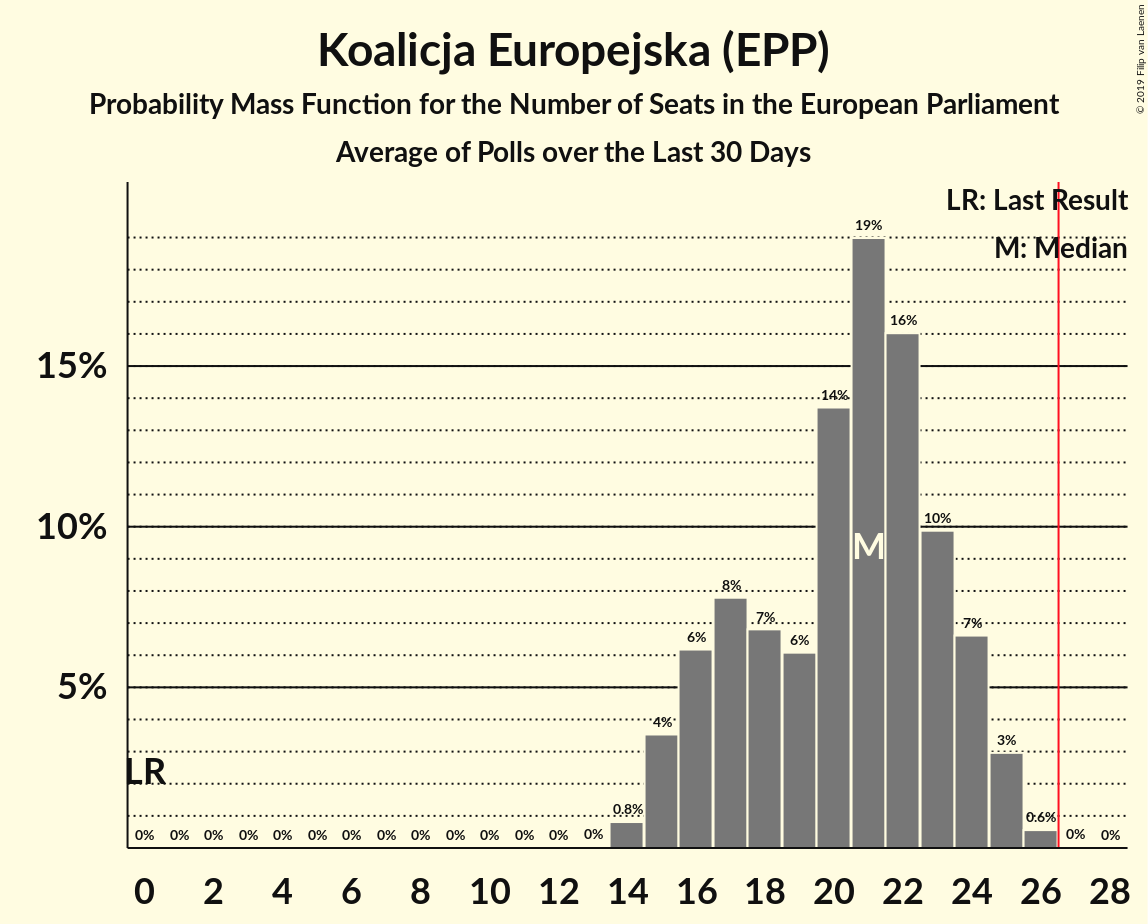 Koalicja Europejska (EPP)
Probability Mass Function for the Number of Seats in the European Parliament
Average of Polls over the Last 30 Days
© 2019 Filip van Laenen
LR: Last Result
M: Median
19%
16%
15%
14%
10%
10%
M
8%
7%
7%
6%
6%
5%
4%
3%
LR
0.8%
0.6%
0% 0% 0% 0% 0% 0% 0% 0% 0% 0% 0% 0% 0% 0% 0% 0%
0 2 4 6 8 10 12 14 16 18 20 22 24 26 28